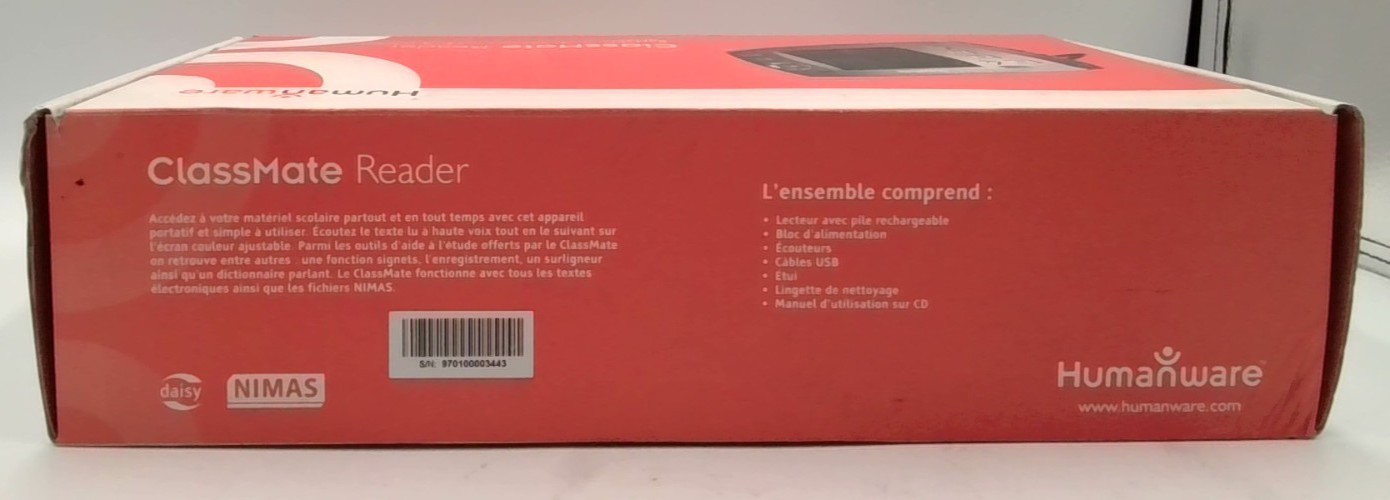 ClassMate Reader
Humanware
ClassMate Reader
Accédez à votre matériel scolaire partout et en tout temps avec cet appareil
portatif et simple à utiliser. Écoutez le texte lu à haute voix tout en le suivant sur
l'écran couleur ajustable. Parmi les outils d'aide à l'étude offerts par le ClassMate
on retrouve entre autres : une fonction signets, l'enregistrement, un surligneur
ainsi qu'un dictionnaire parlant. Le ClassMate fonctionne avec tous les textes
électroniques ainsi que les fichiers NIMAS.
S/N: 970100003443
daisy NIMAS
L'ensemble comprend :
• Lecteur avec pile rechargeable
• Bloc d'alimentation
• Écouteurs
• Câbles USB
• Étui
• Lingette de nettoyage
• Manuel d'utilisation sur CD
Humanware™
www.humanware.com